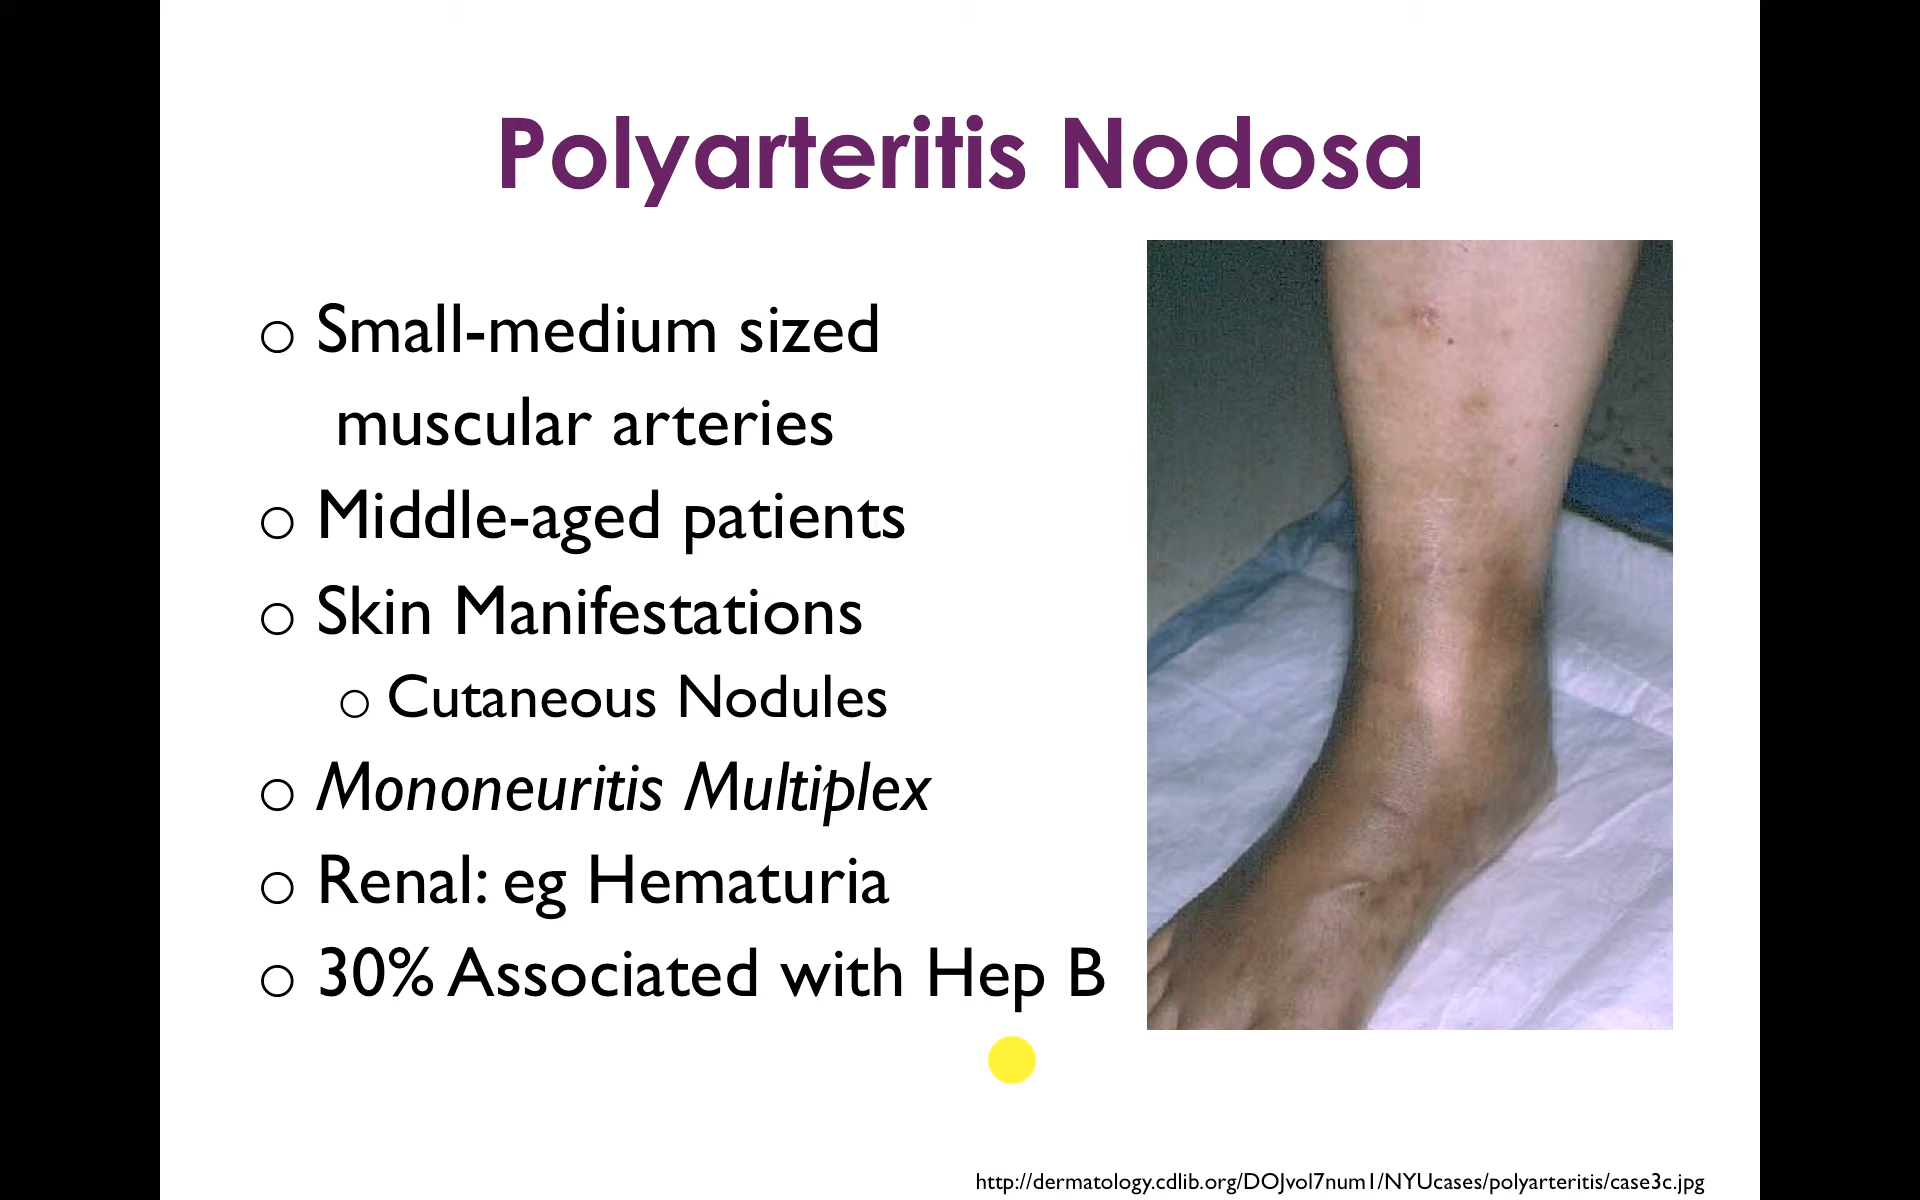 Polyarteritis Nodosa
o Small-medium sized
muscular arteries
o Middle-aged patients
o Skin Manifestations
o Cutaneous Nodules
o Mononeuritis Multiplex
o Renal: eg Hematuria
o 30% Associated with Hep B
http://dermatology.cdlib.org/DOJvol7num1/NYUcases/polyarteritis/case3c.jpg